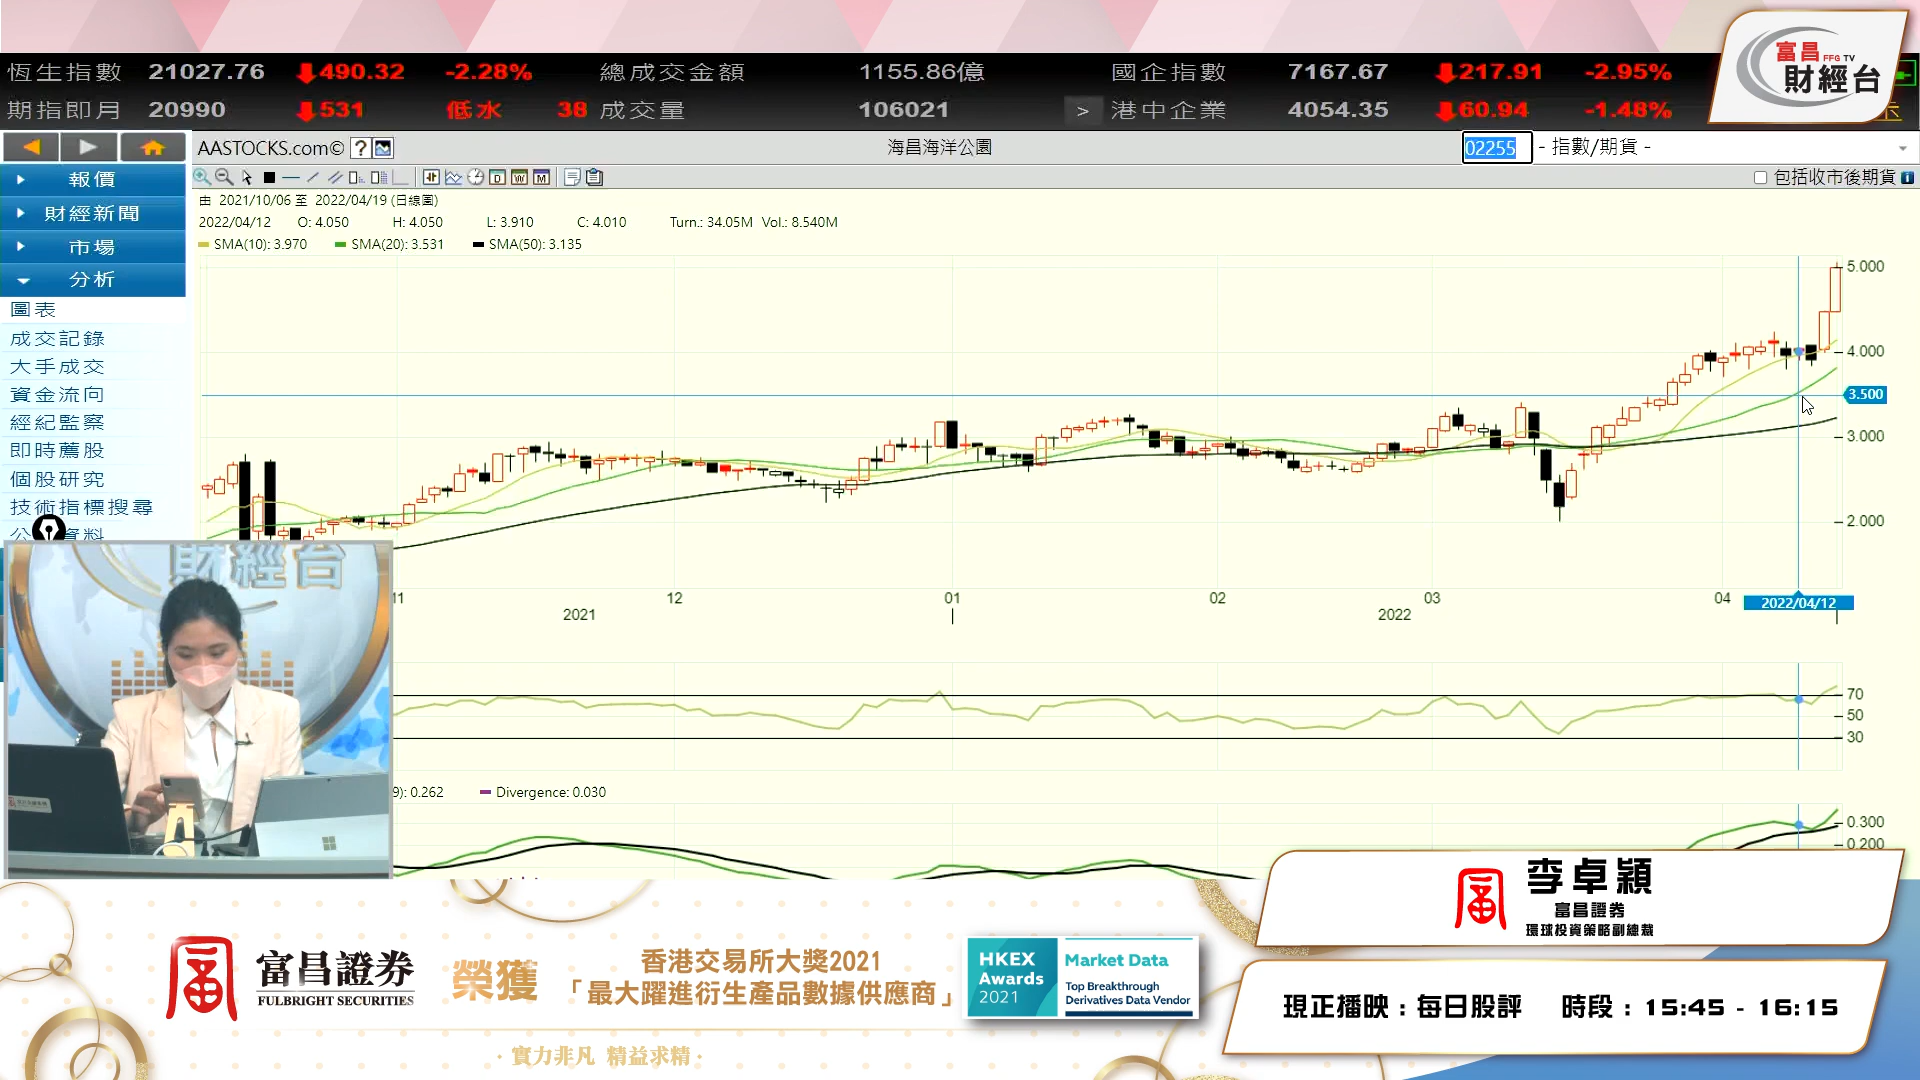 恆生指數 21027.76 490.32 -2.28% 總成交金額 1155.86億 國企指數 7167.67 217.91 -2.95%
期指即月 20990 531 低水 38 成交量 106021 > 港中企業 4054.35 60.94 -1.48%
富昌 FFG TV
財經台
AASTOCKS.com© ? 海昌海洋公園 02255 - 指數/期貨 -
包括收市後期貨
報價
財經新聞
市場
分析
圖表
成交記錄
大手成交
資金流向
經紀監察
即時薦股
個股研究
技術指標搜尋
由 2021/10/06 至 2022/04/19 (日線圖)
2022/04/12 O: 4.050 H: 4.050 L: 3.910 C: 4.010 Turn.: 34.05M Vol.: 8.540M
SMA(10): 3.970 SMA(20): 3.531 SMA(50): 3.135
5.000
4.000
3.500
3.000
2.000
11 12 01 02 03 04 2022/04/12
2021 2022
70
50
30
9): 0.262 Divergence: 0.030
0.300
0.200
財經台
李卓穎
富昌證券
環球投資策略副總裁
富昌證券
FULBRIGHT SECURITIES
榮獲
香港交易所大獎2021
「最大躍進衍生產品數據供應商」
HKEX
Awards
2021
Market Data
Top Breakthrough
Derivatives Data Vendor
現正播映：每日股評 時段：15:45 - 16:15
· 實力非凡 精益求精 ·